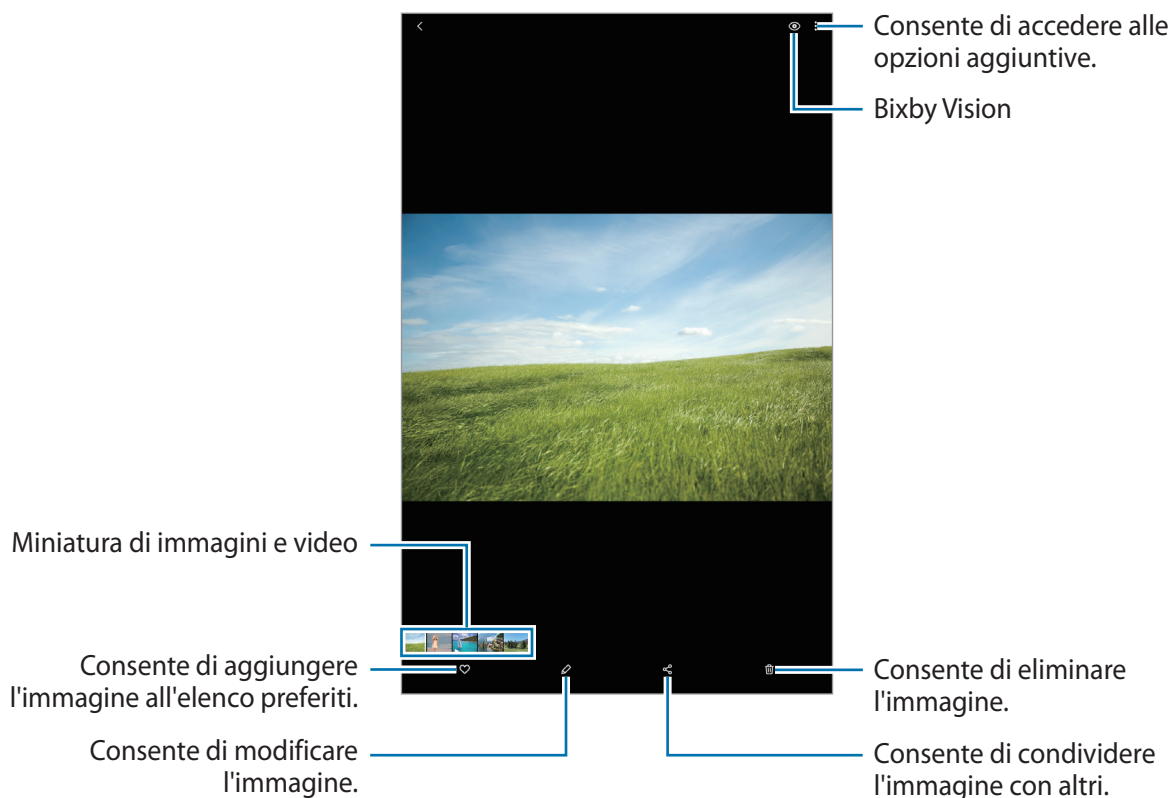 Consente di accedere alle
opzioni aggiuntive.
Bixby Vision
Miniatura di immagini e video
Consente di aggiungere
l'immagine all'elenco preferiti.
Consente di modificare
l'immagine.
Consente di eliminare
l'immagine.
Consente di condividere
l'immagine con altri.